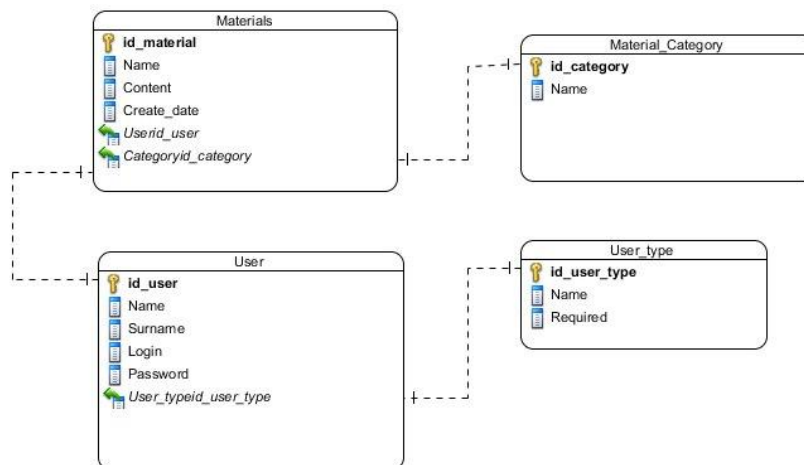 Materials
id_material
Name
Content
Create_date
Userid_user
Categoryid_category
Material_Category
id_category
Name
User
id_user
Name
Surname
Login
Password
User_typeid_user_type
User_type
id_user_type
Name
Required